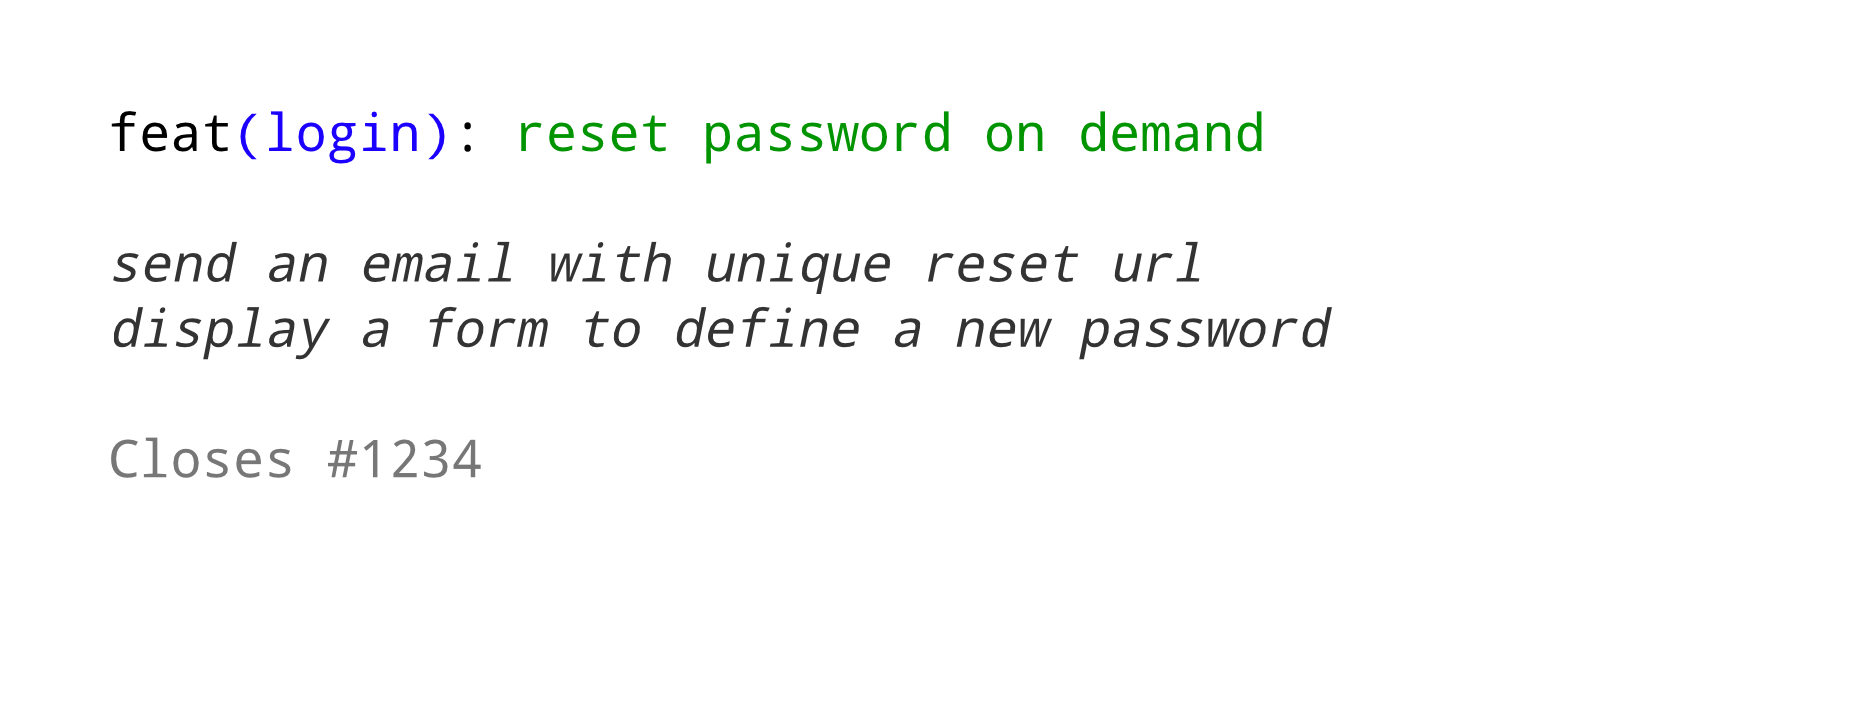 feat(login): reset password on demand
send an email with unique reset url
display a form to define a new password
Closes #1234